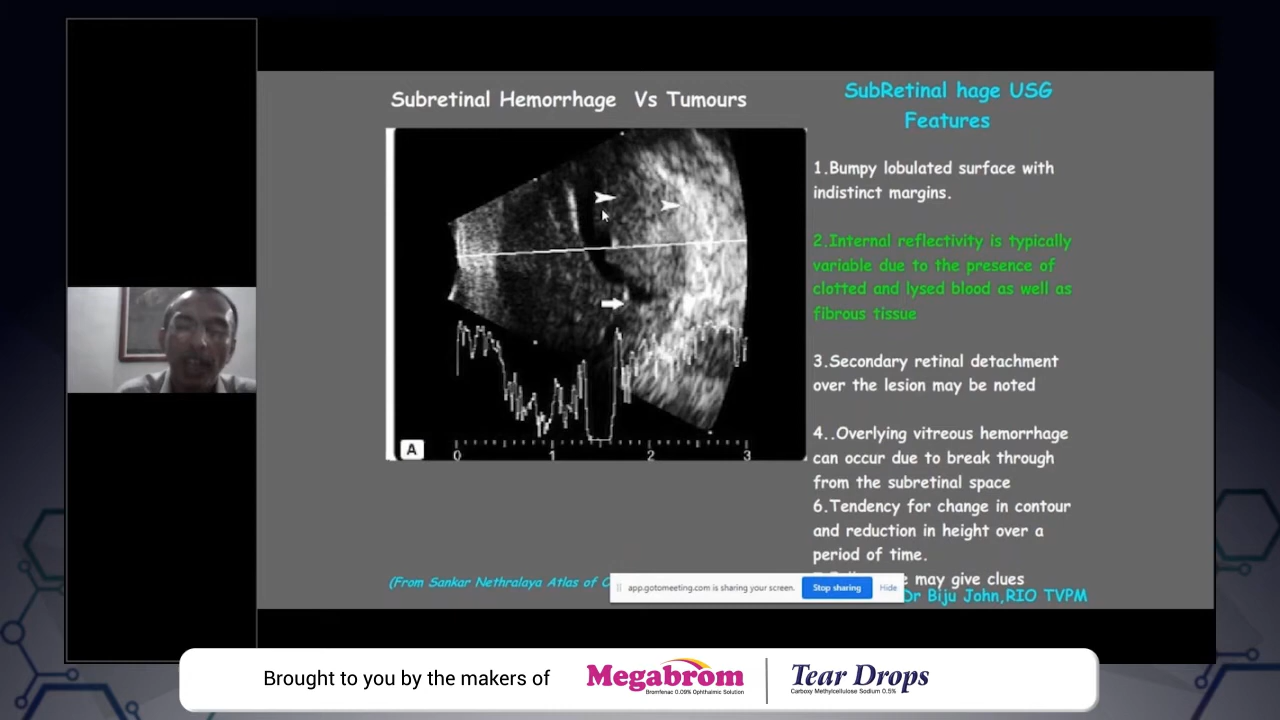 Subretinal Hemorrhage Vs Tumours
A
0 1 2 3
(From Sankar Nethralaya Atlas of
SubRetinal hage USG
Features
1.Bumpy lobulated surface with
indistinct margins.
2.Internal reflectivity is typically
variable due to the presence of
clotted and lysed blood as well as
fibrous tissue
3.Secondary retinal detachment
over the lesion may be noted
4..Overlying vitreous hemorrhage
can occur due to break through
from the subretinal space
6.Tendency for change in contour
and reduction in height over a
period of time.
may give clues
Dr Biju John,RIO TVPM
app.gotomeeting.com is sharing your screen. Stop sharing Hide
Brought to you by the makers of
Megabrom
Bromfenac 0.09% Ophthalmic Solution
Tear Drops
Carboxy Methylcellulose Sodium 0.5%